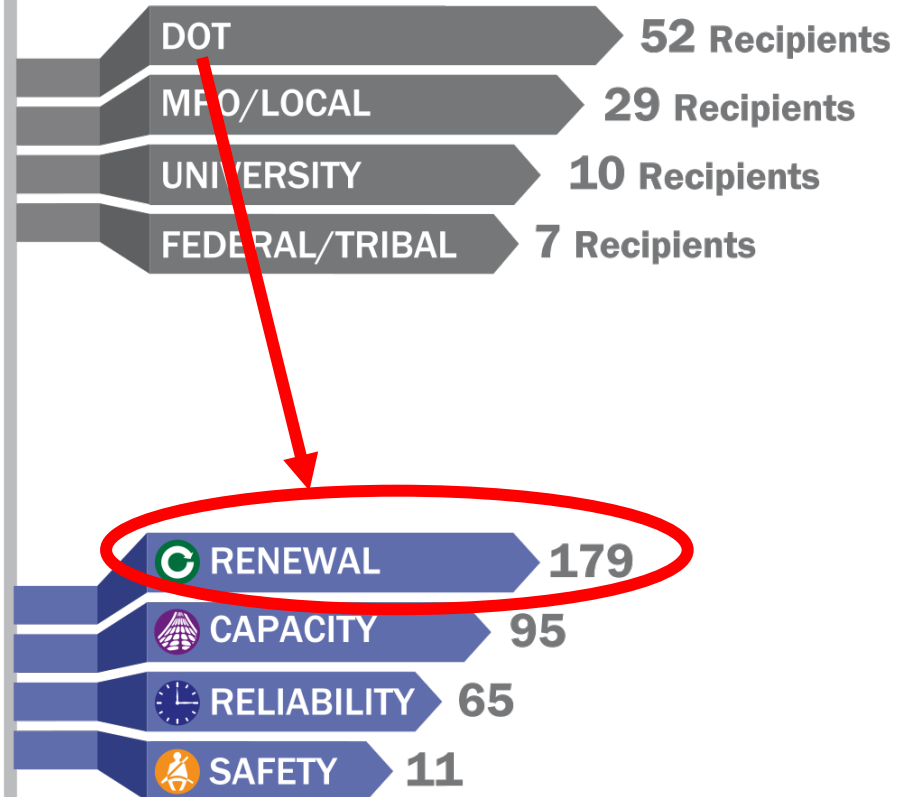 DOT 52 Recipients
MPO/LOCAL 29 Recipients
UNIVERSITY 10 Recipients
FEDERAL/TRIBAL 7 Recipients
RENEWAL 179
CAPACITY 95
RELIABILITY 65
SAFETY 11